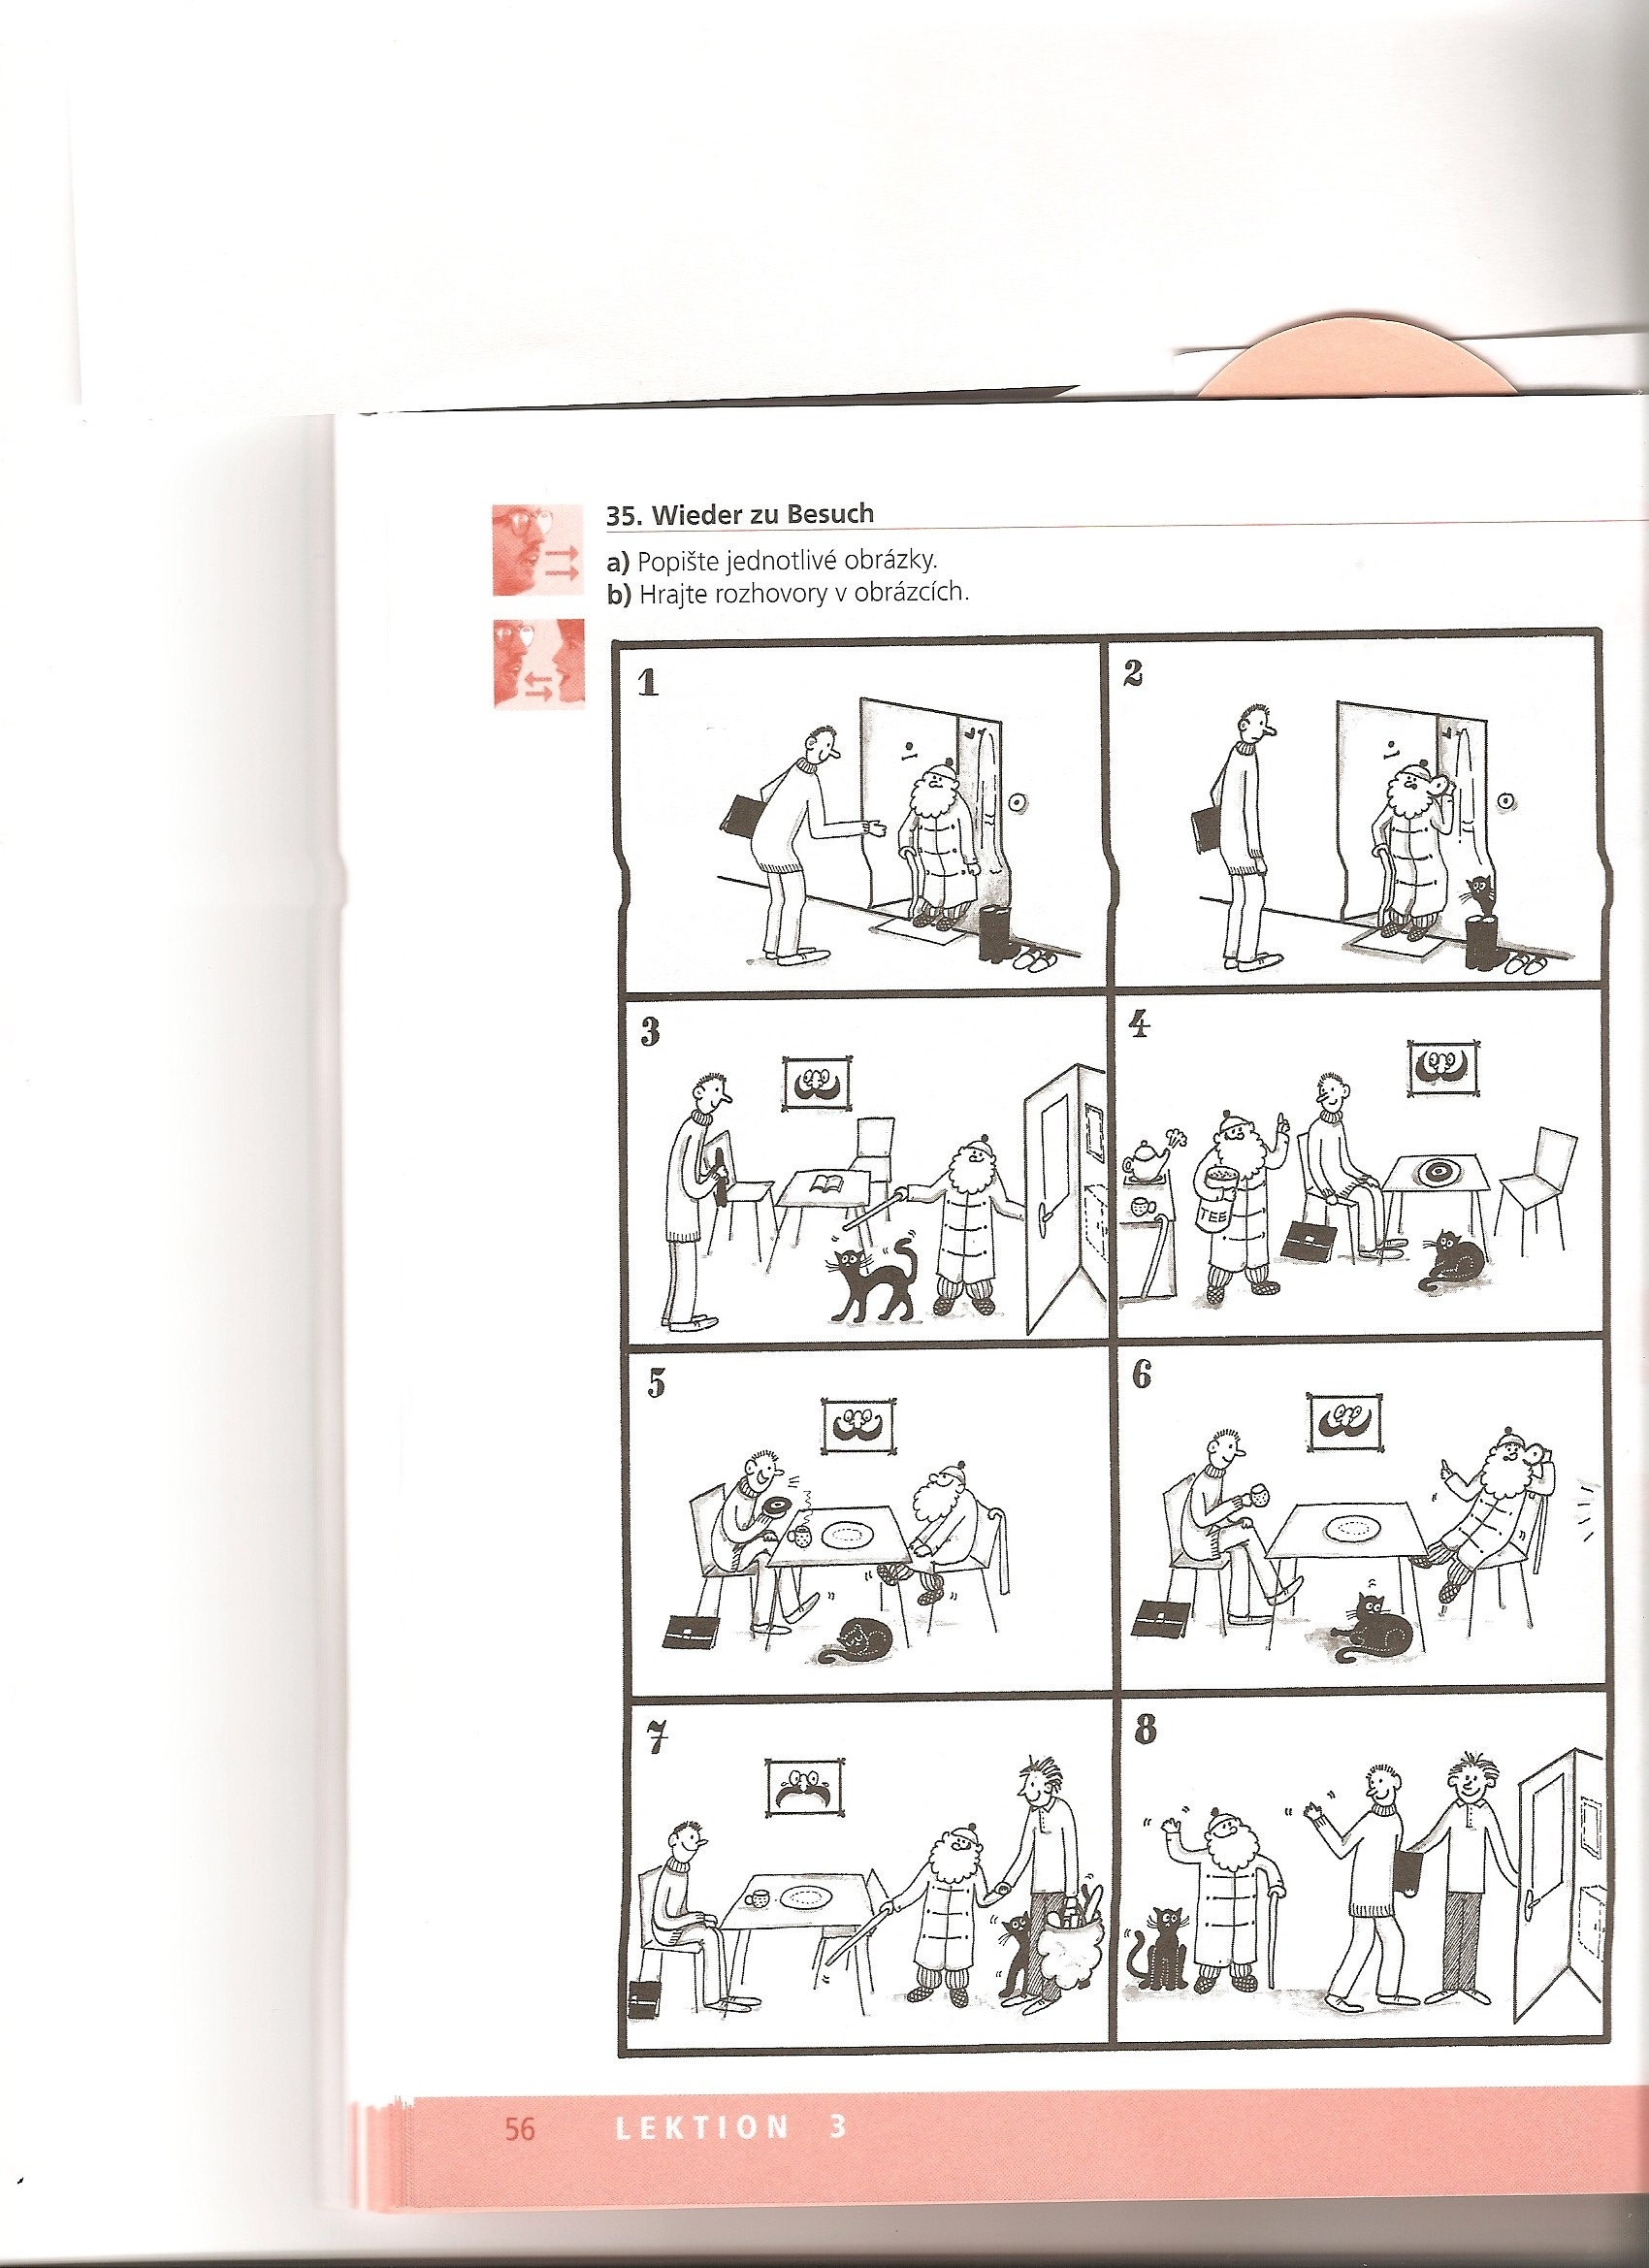 35. Wieder zu Besuch
a) Popište jednotlivé obrázky.
b) Hrajte rozhovory v obrázcích.
1
2
3
4
TEE
5
6
7
8
56 LEKTION 3